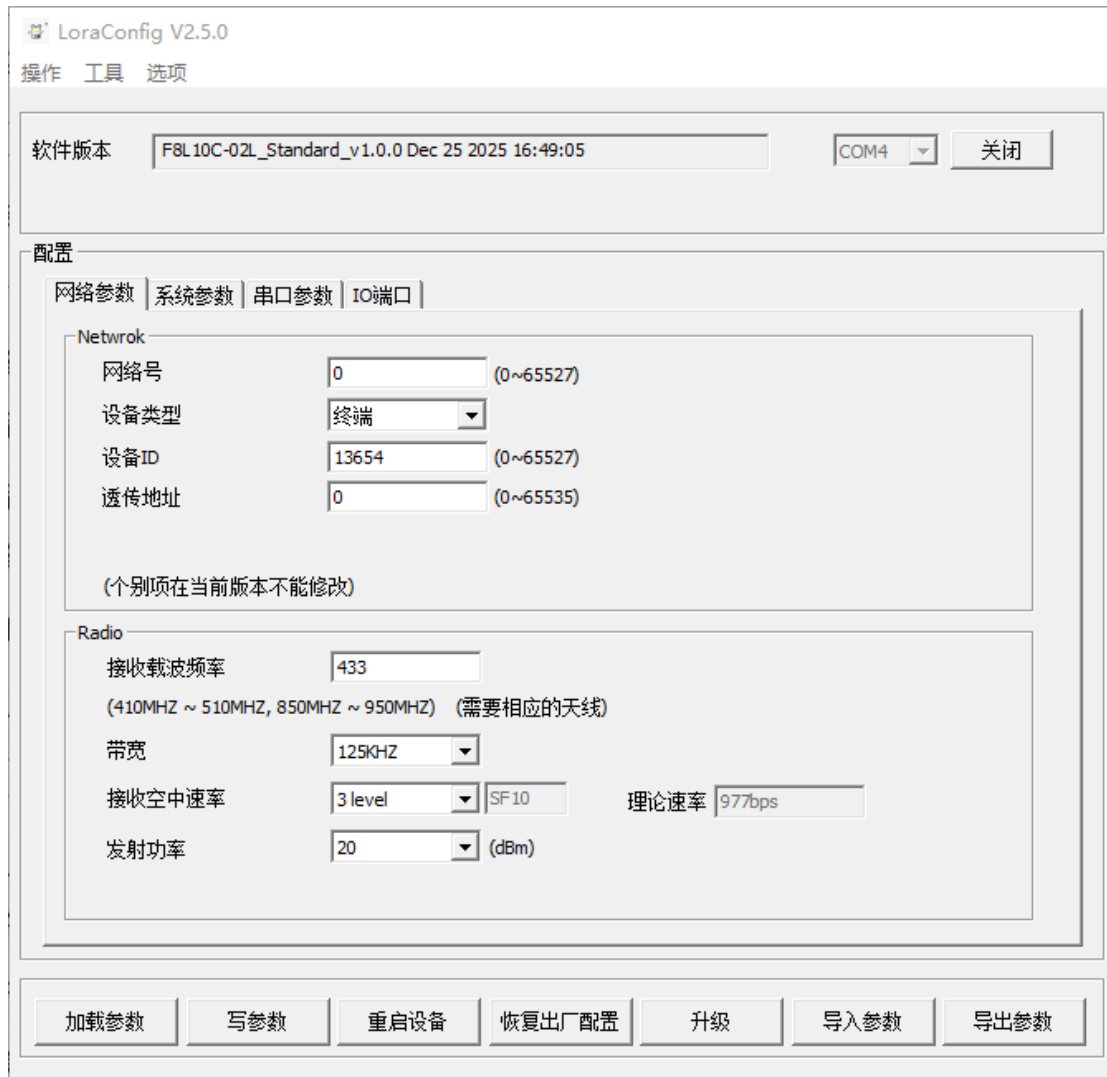 LoraConfig V2.5.0
操作 工具 选项
软件版本 F8L10C-02L_Standard_v1.0.0 Dec 25 2025 16:49:05 COM4 关闭
配置
网络参数 系统参数 串口参数 IO端口
Netwrok
网络号 0 (0~65527)
设备类型 终端
设备ID 13654 (0~65527)
透传地址 0 (0~65535)
(个别项在当前版本不能修改)
Radio
接收载波频率 433
(410MHZ ~ 510MHZ, 850MHZ ~ 950MHZ) (需要相应的天线)
带宽 125KHZ
接收空中速率 3 level SF10 理论速率 977bps
发射功率 20 (dBm)
加载参数 写参数 重启设备 恢复出厂配置 升级 导入参数 导出参数